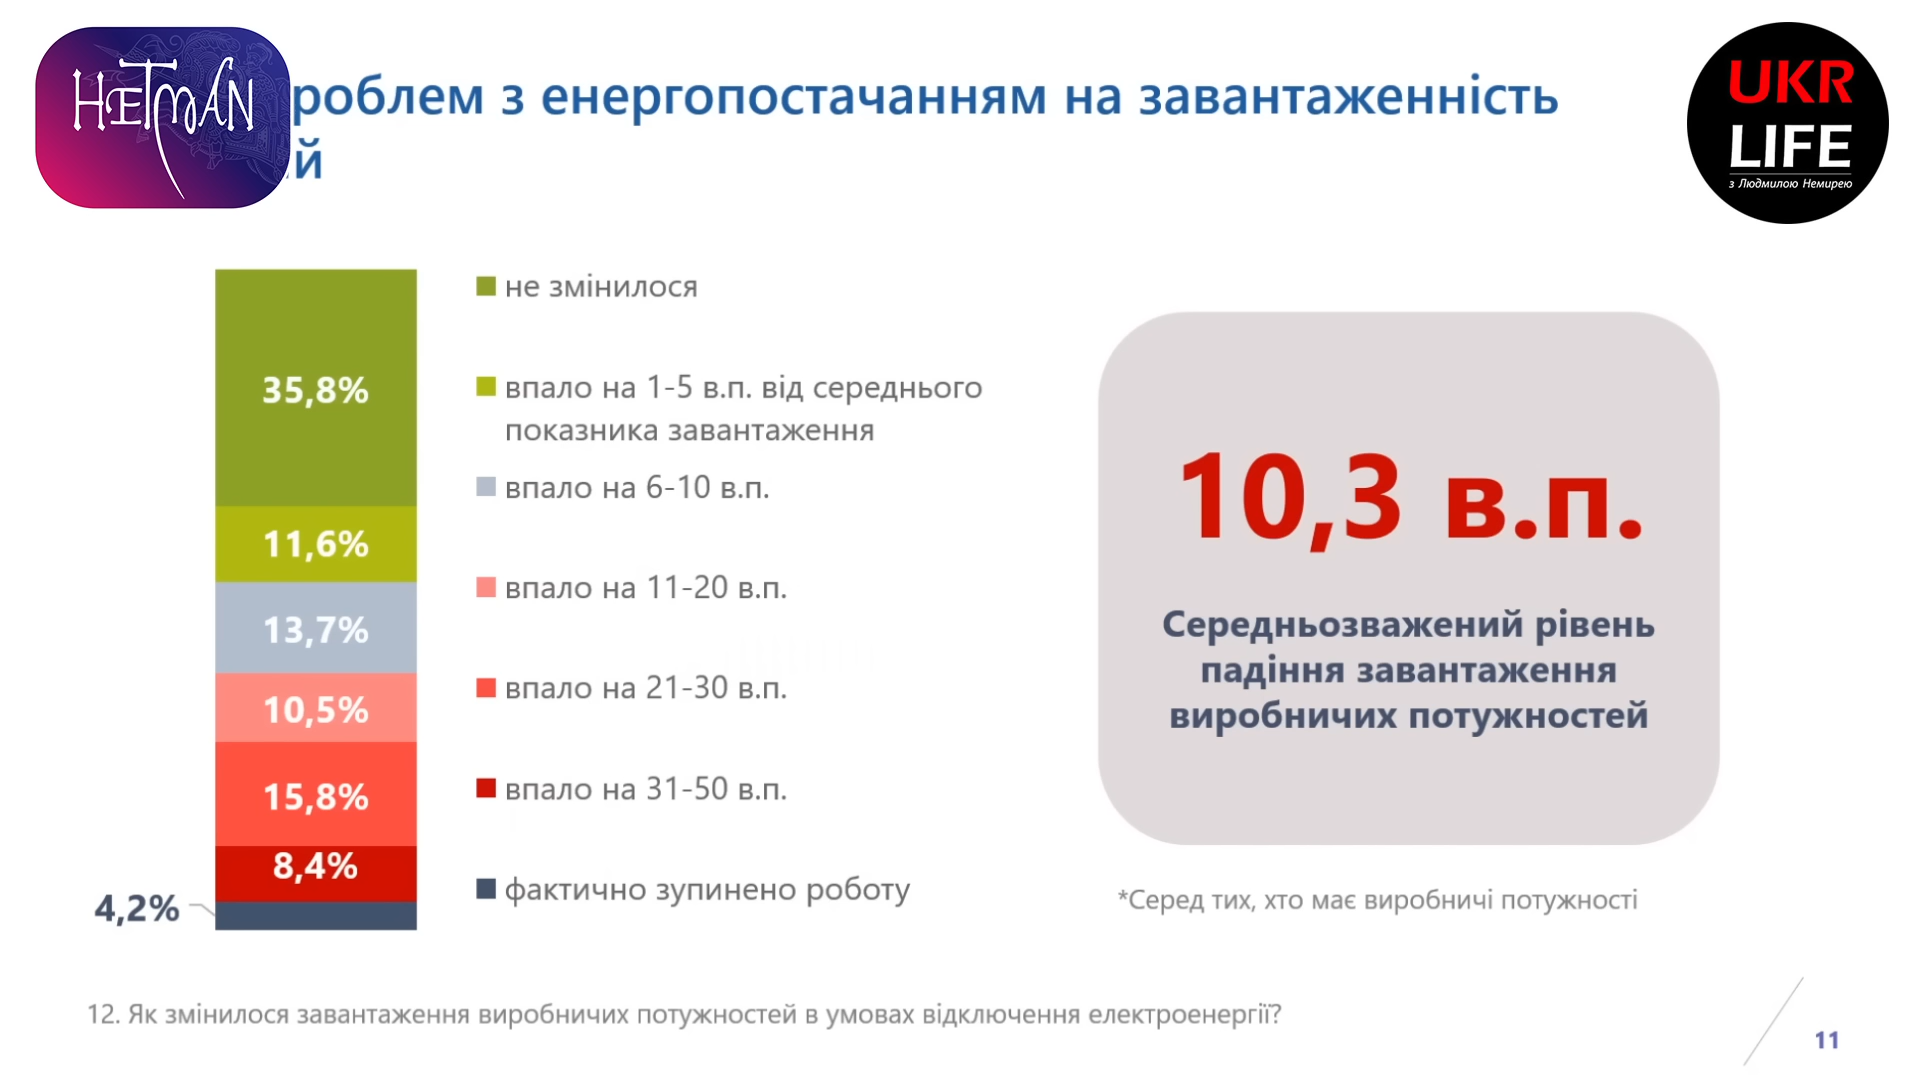 HETMAN
роблем з енергопостачанням на завантаженність
й
UKR
LIFE
з Людмилою Немирею
35,8%
11,6%
13,7%
10,5%
15,8%
8,4%
4,2%
не змінилося
впало на 1-5 в.п. від середнього
показника завантаження
впало на 6-10 в.п.
впало на 11-20 в.п.
впало на 21-30 в.п.
впало на 31-50 в.п.
фактично зупинено роботу
10,3 в.п.
Середньозважений рівень
падіння завантаження
виробничих потужностей
*Серед тих, хто має виробничі потужності
12. Як змінилося завантаження виробничих потужностей в умовах відключення електроенергії?
11